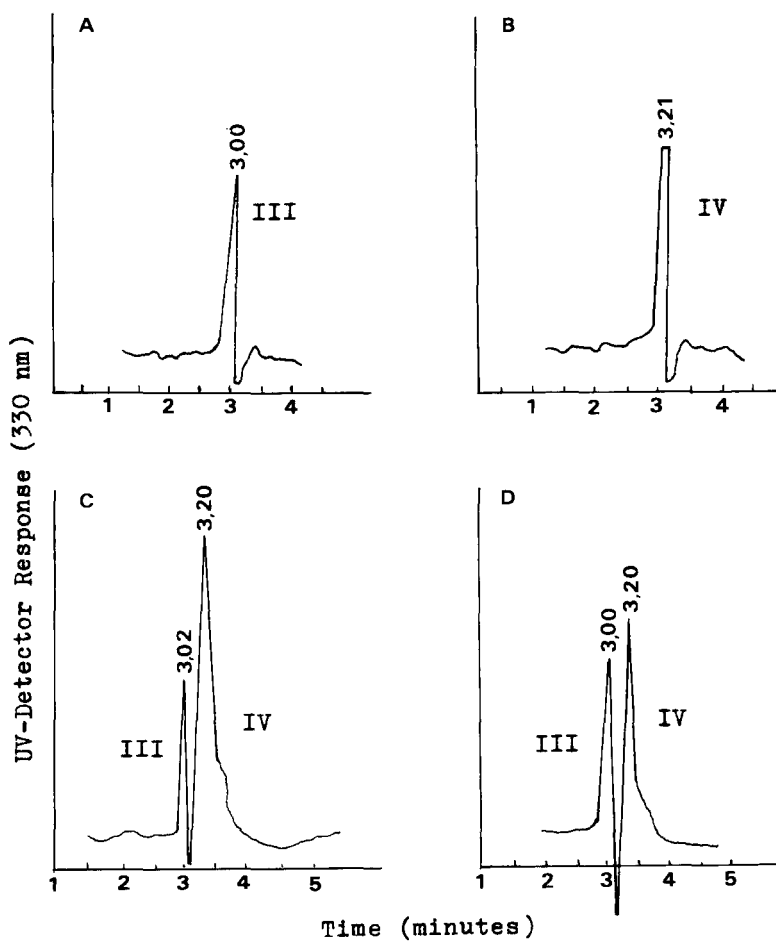 A
3,00
III
1 2 3 4
B
3,21
IV
1 2 3 4
C
3,02
3,20
III
IV
1 2 3 4 5
D
3,00
3,20
III
IV
1 2 3 4 5
UV-Detector Response (330 nm)
Time (minutes)